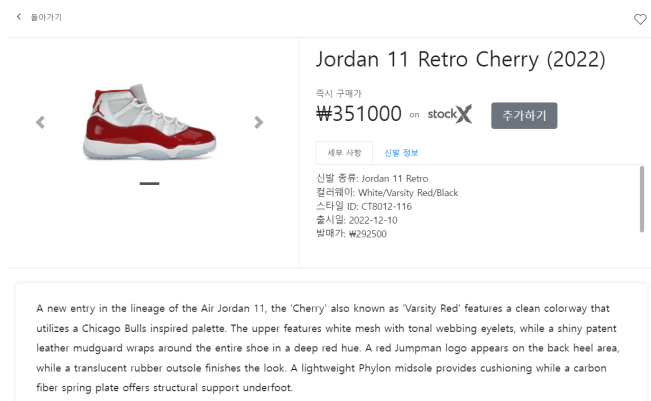 돌아가기
Jordan 11 Retro Cherry (2022)
즉시 구매가
₩351000 on stockX 추가하기
세부 사항 신발 정보
신발 종류: Jordan 11 Retro
컬러웨이: White/Varsity Red/Black
스타일 ID: CT8012-116
출시일: 2022-12-10
발매가: ₩292500
A new entry in the lineage of the Air Jordan 11, the 'Cherry' also known as 'Varsity Red' features a clean colorway that
utilizes a Chicago Bulls inspired palette. The upper features white mesh with tonal webbing eyelets, while a shiny patent
leather mudguard wraps around the entire shoe in a deep red hue. A red Jumpman logo appears on the back heel area,
while a translucent rubber outsole finishes the look. A lightweight Phylon midsole provides cushioning while a carbon
fiber spring plate offers structural support underfoot.